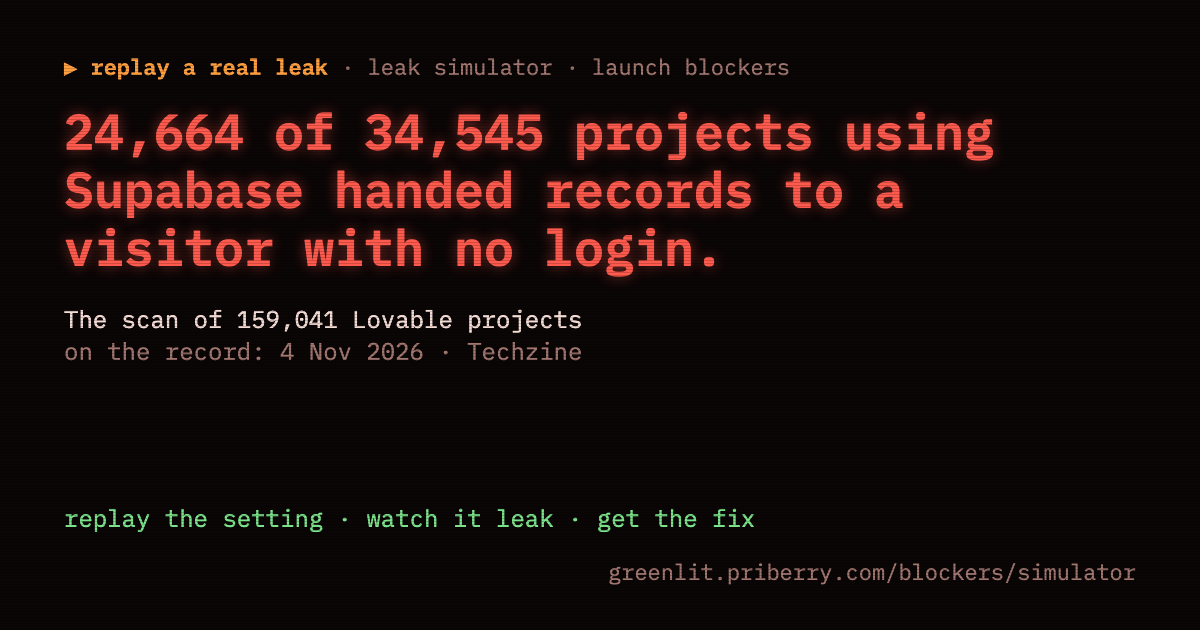 ▶ replay a real leak · leak simulator · launch blockers
24,664 of 34,545 projects using
Supabase handed records to a
visitor with no login.
The scan of 159,041 Lovable projects
on the record: 4 Nov 2026 · Techzine
replay the setting · watch it leak · get the fix
greenlit.priberry.com/blockers/simulator